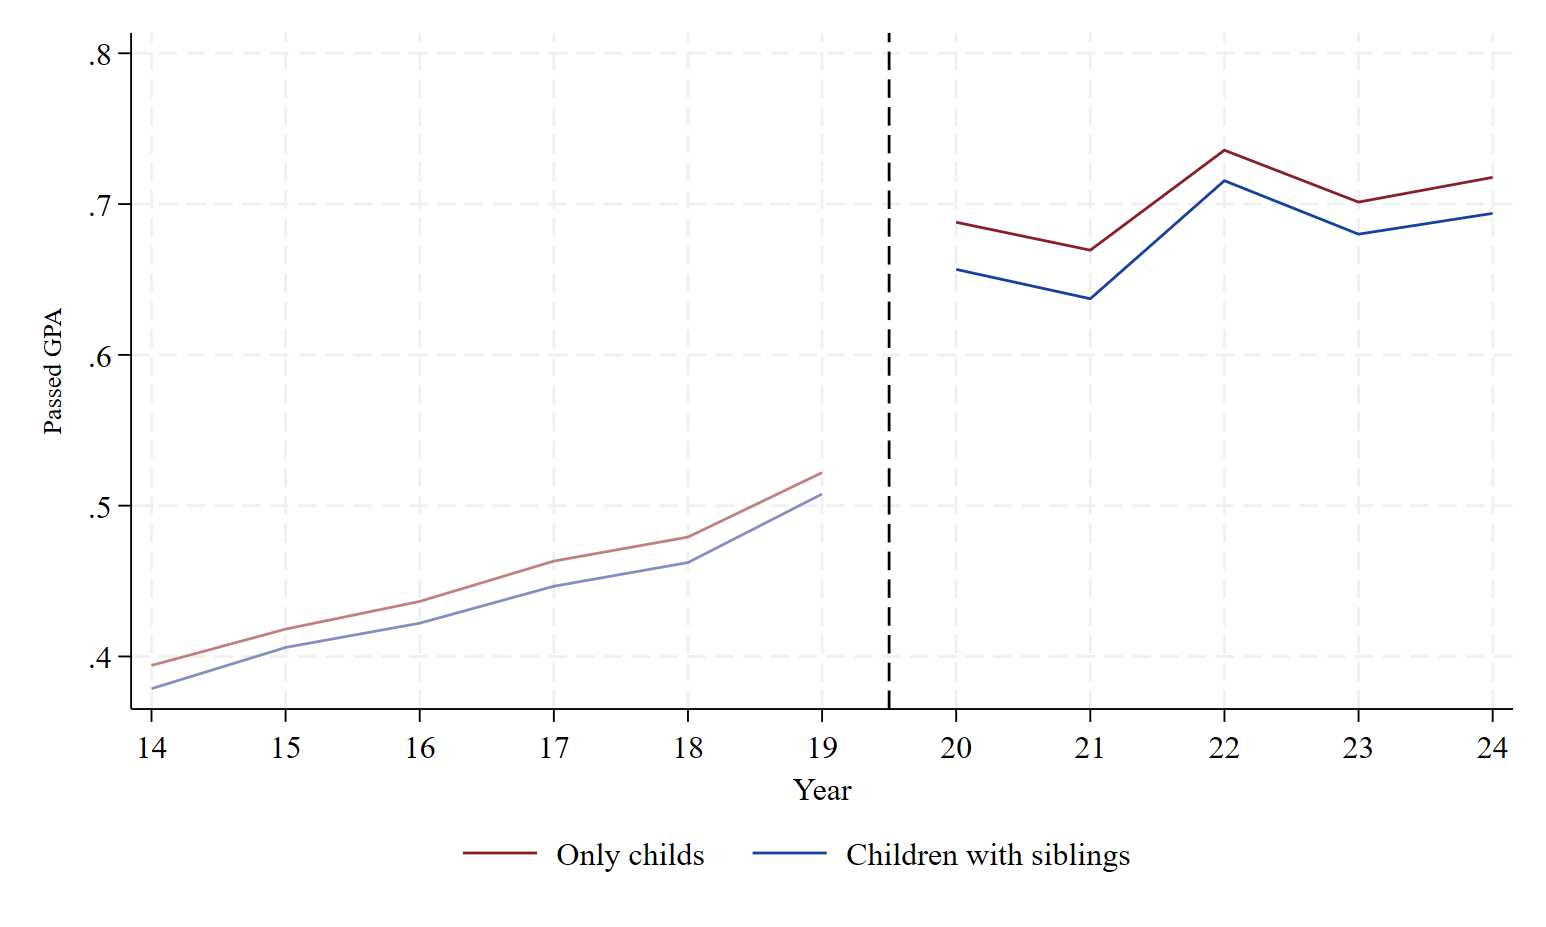 .8
.7
.6
.5
.4
Passed GPA
14 15 16 17 18 19 20 21 22 23 24
Year
Only childs Children with siblings